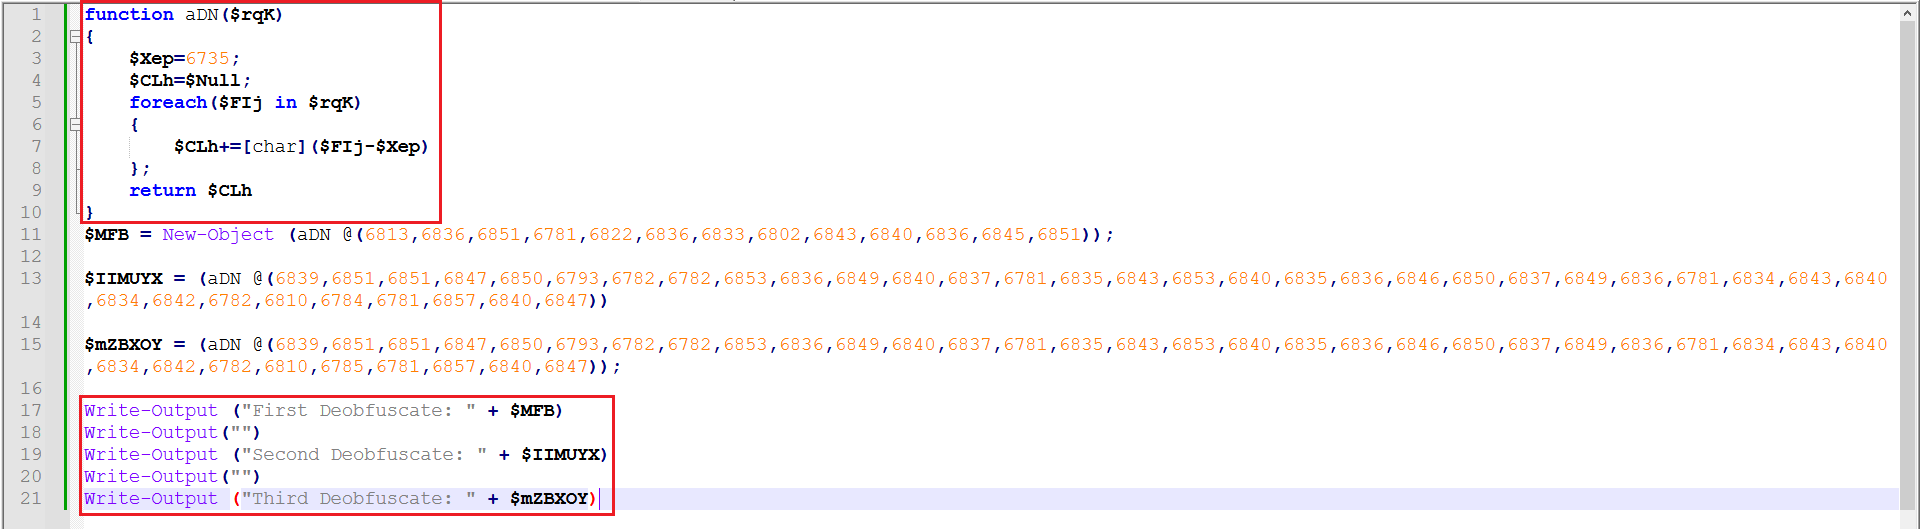 1 function aDN($rqK)
2 {
3 $Xep=6735;
4 $CLh=$Null;
5 foreach($FIj in $rqK)
6 {
7 $CLh+=[char]($FIj-$Xep)
8 };
9 return $CLh
10 }
11 $MFB = New-Object (aDN @(6813,6836,6851,6781,6822,6836,6833,6802,6843,6840,6836,6845,6851));
12
13 $IIMUYX = (aDN @(6839,6851,6851,6847,6850,6793,6782,6782,6853,6836,6849,6840,6837,6781,6835,6843,6853,6840,6835,6836,6846,6850,6837,6849,6836,6781,6834,6843,6840
,6834,6842,6782,6810,6784,6781,6857,6840,6847))
14
15 $mZBXOY = (aDN @(6839,6851,6851,6847,6850,6793,6782,6782,6853,6836,6849,6840,6837,6781,6835,6843,6853,6840,6835,6836,6846,6850,6837,6849,6836,6781,6834,6843,6840
,6834,6842,6782,6810,6785,6781,6857,6840,6847));
16
17 Write-Output ("First Deobfuscate: " + $MFB)
18 Write-Output("")
19 Write-Output ("Second Deobfuscate: " + $IIMUYX)
20 Write-Output("")
21 Write-Output ("Third Deobfuscate: " + $mZBXOY)